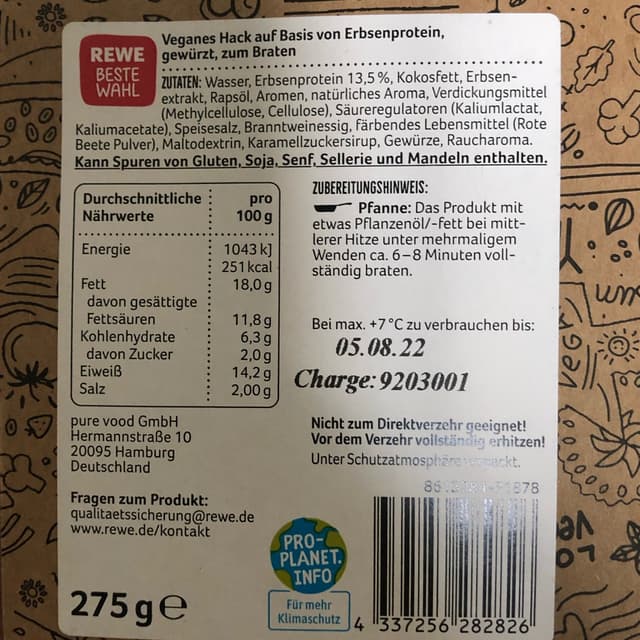 REWE
BESTE
WAHL
Veganes Hack auf Basis von Erbsenprotein,
gewürzt, zum Braten
ZUTATEN: Wasser, Erbsenprotein 13,5 %, Kokosfett, Erbsen-
extrakt, Rapsöl, Aromen, natürliches Aroma, Verdickungsmittel
(Methylcellulose, Cellulose), Säureregulatoren (Kaliumlactat,
Kaliumacetate), Speisesalz, Branntweinessig, färbendes Lebensmittel (Rote
Beete Pulver), Maltodextrin, Karamellzuckersirup, Gewürze, Raucharoma.
Kann Spuren von Gluten, Soja, Senf, Sellerie und Mandeln enthalten.
Durchschnittliche pro
Nährwerte 100 g
Energie 1043 kJ
251 kcal
Fett 18,0 g
davon gesättigte
Fettsäuren 11,8 g
Kohlenhydrate 6,3 g
davon Zucker 2,0 g
Eiweiß 14,2 g
Salz 2,00 g
ZUBEREITUNGSHINWEIS:
Pfanne: Das Produkt mit
etwas Pflanzenöl/-fett bei mitt-
lerer Hitze unter mehrmaligem
Wenden ca. 6–8 Minuten voll-
ständig braten.
Bei max. +7 °C zu verbrauchen bis:
05.08.22
Charge: 9203001
pure vood GmbH
Hermannstraße 10
20095 Hamburg
Deutschland
Nicht zum Direktverzehr geeignet!
Vor dem Verzehr vollständig erhitzen!
Unter Schutzatmosphäre verpackt.
Fragen zum Produkt:
qualitaetssicherung@rewe.de
www.rewe.de/kontakt
PRO-
PLANET.
INFO
Für mehr
Klimaschutz
275 g e
4 337256 282826